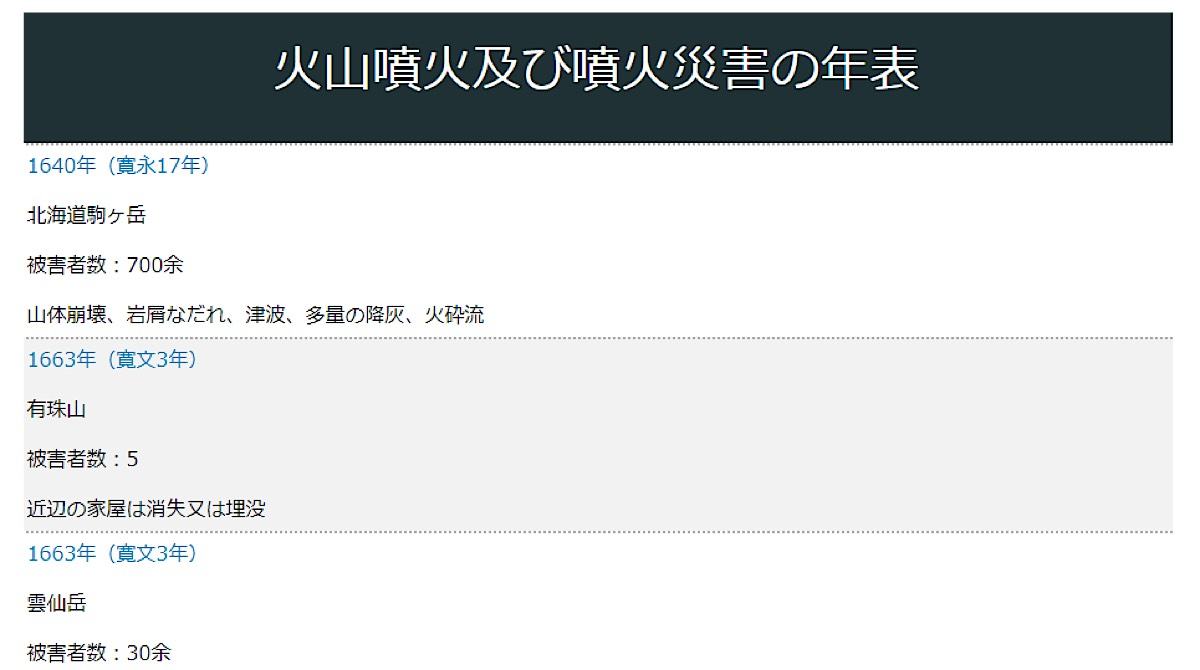 火山噴火及び噴火災害の年表
1640年（寛永17年）
北海道駒ヶ岳
被害者数：700余
山体崩壊、岩屑なだれ、津波、多量の降灰、火砕流
1663年（寛文3年）
有珠山
被害者数：5
近辺の家屋は消失又は埋没
1663年（寛文3年）
雲仙岳
被害者数：30余